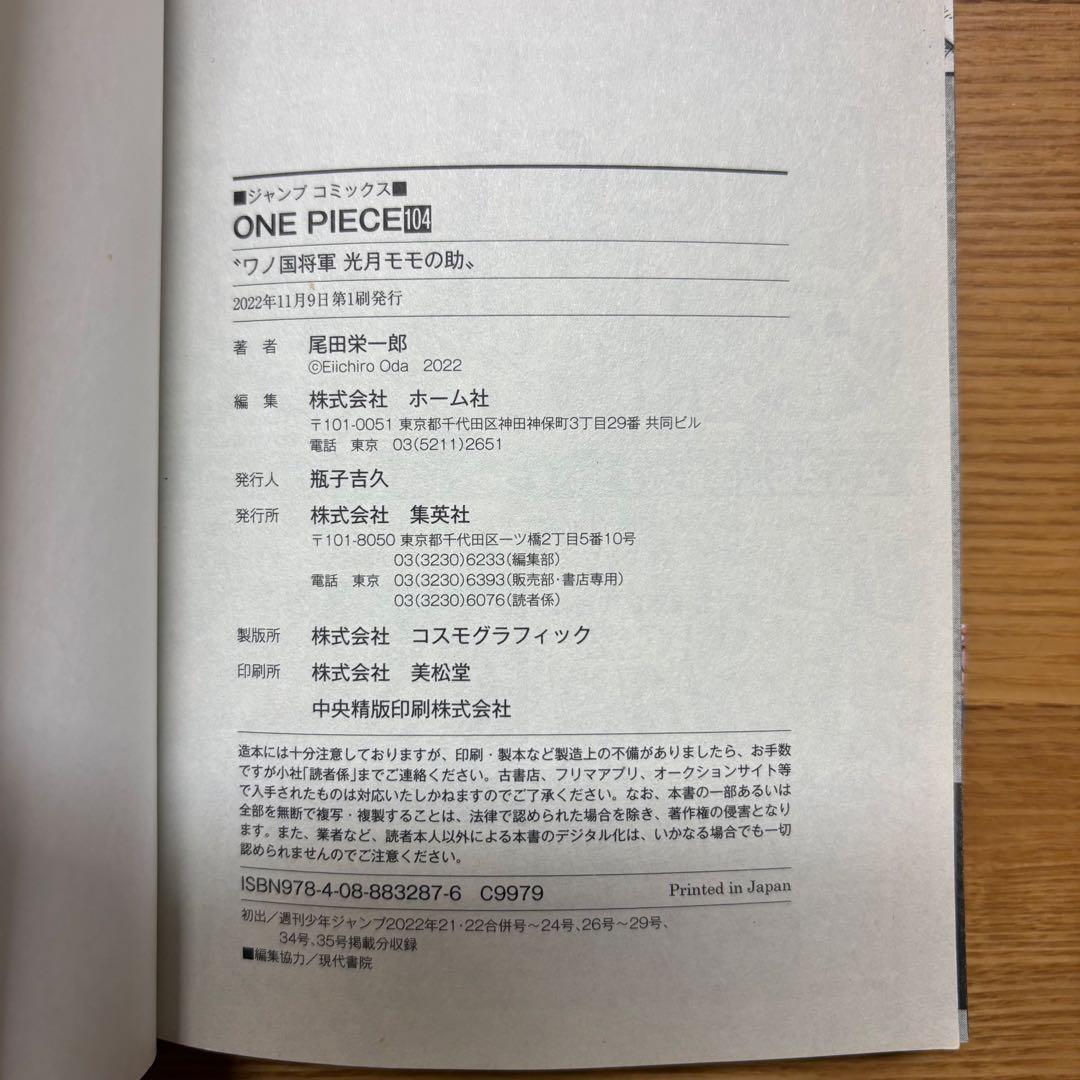 ■ジャンプ コミックス■
ONE PIECE 104
〝ワノ国将軍 光月モモの助〟
2022年11月9日第1刷発行
著者 尾田栄一郎
©Eiichiro Oda 2022
編集 株式会社 ホーム社
〒101-0051 東京都千代田区神田神保町3丁目29番 共同ビル
電話 東京 03(5211)2651
発行人 瓶子吉久
発行所 株式会社 集英社
〒101-8050 東京都千代田区一ツ橋2丁目5番10号
03(3230)6233(編集部)
電話 東京 03(3230)6393(販売部・書店専用)
03(3230)6076(読者係)
製版所 株式会社 コスモグラフィック
印刷所 株式会社 美松堂
中央精版印刷株式会社
造本には十分注意しておりますが、印刷・製本など製造上の不備がありましたら、お手数
ですが小社「読者係」までご連絡ください。古書店、フリマアプリ、オークションサイト等
で入手されたものは対応いたしかねますのでご了承ください。なお、本書の一部あるいは
全部を無断で複写・複製することは、法律で認められた場合を除き、著作権の侵害となり
ます。また、業者など、読者本人以外による本書のデジタル化は、いかなる場合でも一切
認められませんのでご注意ください。
ISBN978-4-08-883287-6 C9979 Printed in Japan
初出／週刊少年ジャンプ2022年21・22合併号〜24号、26号〜29号、
34号、35号掲載分収録
■編集協力／現代書院